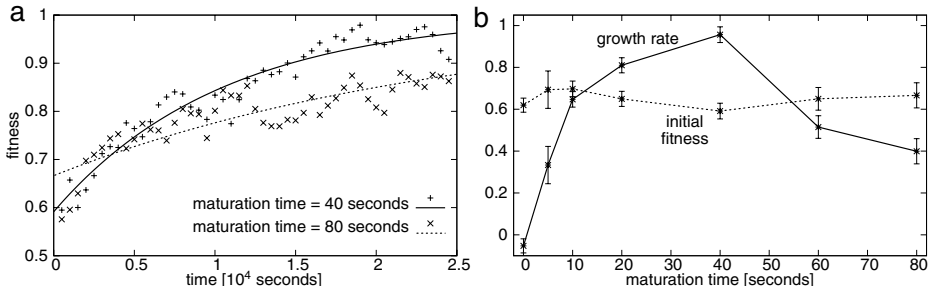 a
1
0.9
0.8
0.7
0.6
0.5
fitness
maturation time = 40 seconds
maturation time = 80 seconds
0 0.5 1 1.5 2 2.5
time [10⁴ seconds]
b
1
0.8
0.6
0.4
0.2
0
growth rate
initial
fitness
0 10 20 30 40 50 60 70 80
maturation time [seconds]